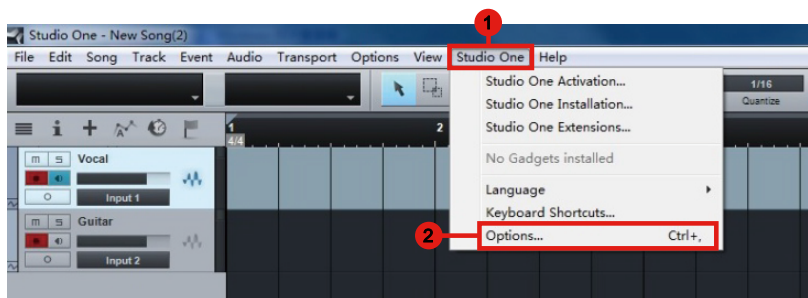 1
Studio One - New Song(2)
File Edit Song Track Event Audio Transport Options View Studio One Help
Studio One Activation...
Studio One Installation...
Studio One Extensions...
No Gadgets installed
Language
Keyboard Shortcuts...
2 Options... Ctrl+,
1/16
Quantize
1 2
4/4
m s Vocal
Input 1
m s Guitar
Input 2